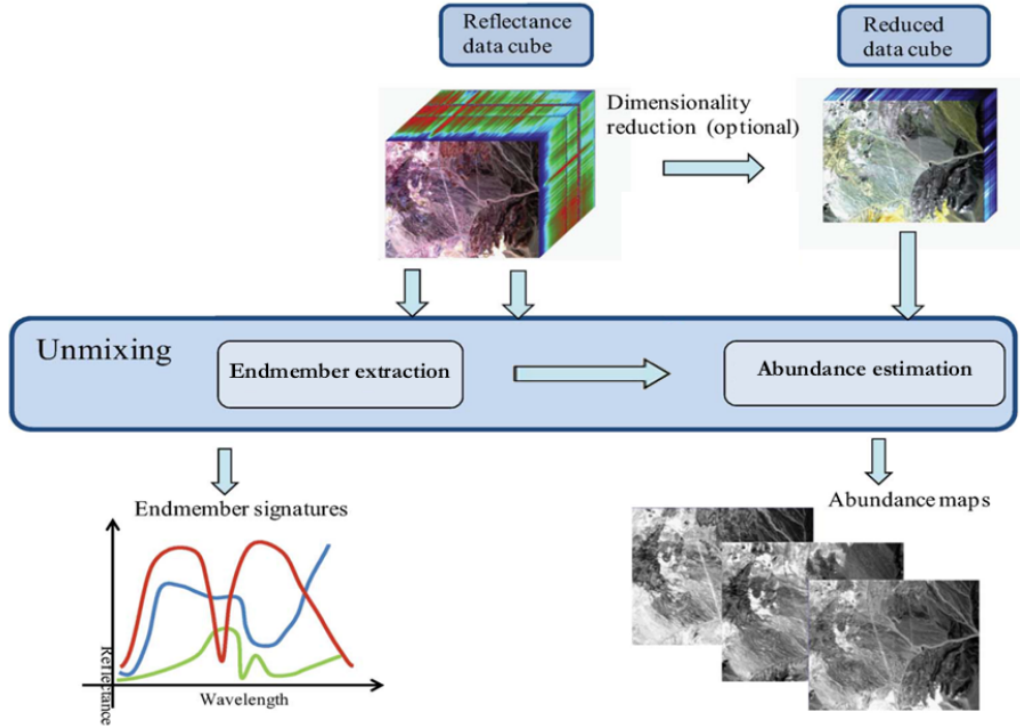 Reflectance
data cube
Reduced
data cube
Dimensionality
reduction (optional)
Unmixing
Endmember extraction
Abundance estimation
Endmember signatures
Abundance maps
Reflectance
Wavelength